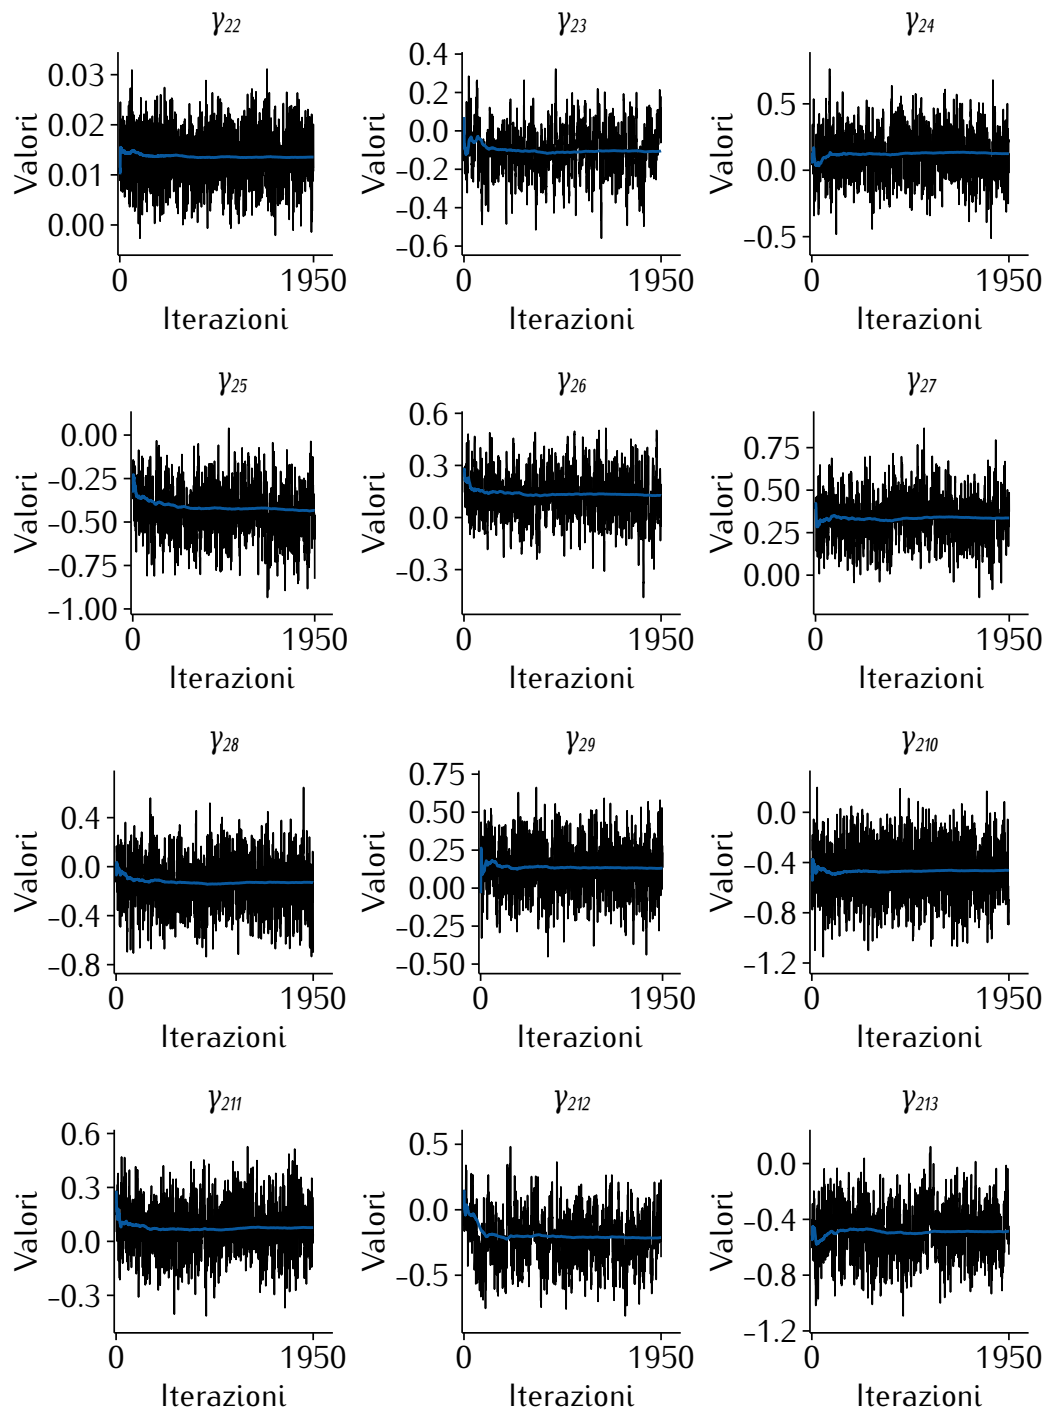 γ22 γ23 γ24
Valori 0.03 0.02 0.01 0.00 Valori 0.4 0.2 0.0 −0.2 −0.4 −0.6 Valori 0.5 0.0 −0.5
0 1950 0 1950 0 1950
Iterazioni Iterazioni Iterazioni
γ25 γ26 γ27
Valori 0.00 −0.25 −0.50 −0.75 −1.00 Valori 0.6 0.3 0.0 −0.3 Valori 0.75 0.50 0.25 0.00
0 1950 0 1950 0 1950
Iterazioni Iterazioni Iterazioni
γ28 γ29 γ210
Valori 0.4 0.0 −0.4 −0.8 Valori 0.75 0.50 0.25 0.00 −0.25 −0.50 Valori 0.0 −0.4 −0.8 −1.2
0 1950 0 1950 0 1950
Iterazioni Iterazioni Iterazioni
γ211 γ212 γ213
Valori 0.6 0.3 0.0 −0.3 Valori 0.5 0.0 −0.5 Valori 0.0 −0.4 −0.8 −1.2
0 1950 0 1950 0 1950
Iterazioni Iterazioni Iterazioni